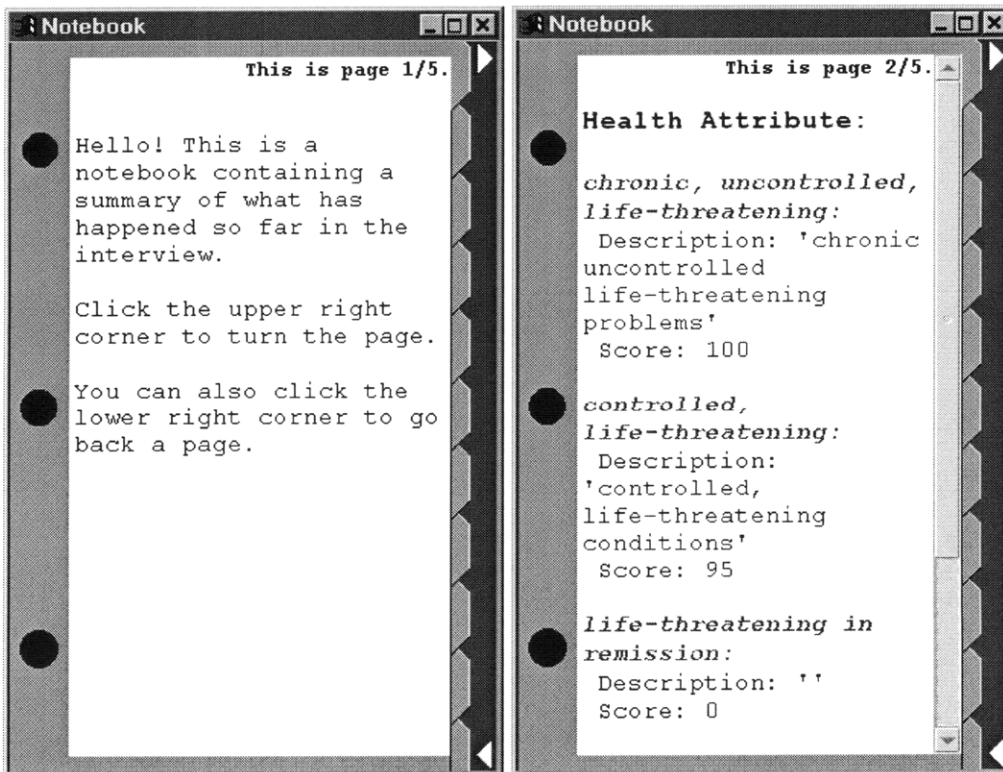 Notebook
This is page 1/5.
Hello! This is a
notebook containing a
summary of what has
happened so far in the
interview.
Click the upper right
corner to turn the page.
You can also click the
lower right corner to go
back a page.
Notebook
This is page 2/5.
Health Attribute:
chronic, uncontrolled,
life-threatening:
Description: 'chronic
uncontrolled
life-threatening
problems'
Score: 100
controlled,
life-threatening:
Description:
'controlled,
life-threatening
conditions'
Score: 95
life-threatening in
remission:
Description: ''
Score: 0